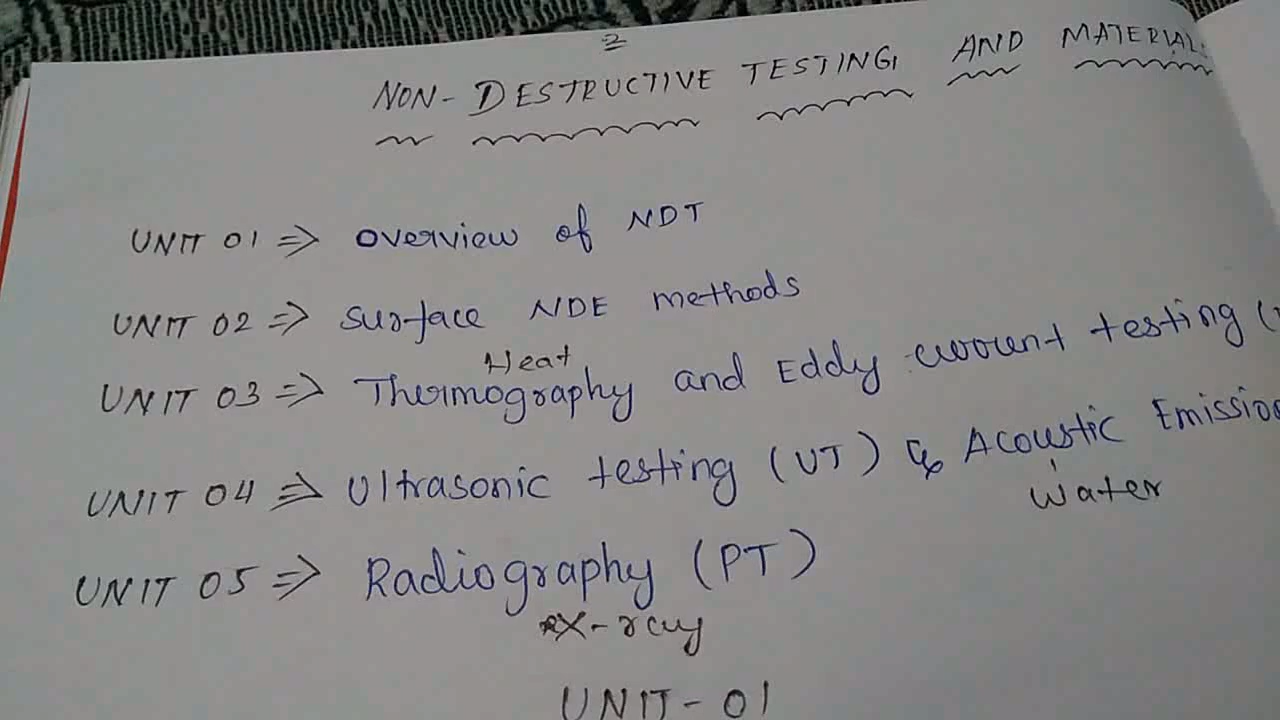 2
NON-DESTRUCTIVE TESTING AND MATERIAL
UNIT 01 => Overview of NDT
UNIT 02 => Surface NDE methods
Heat
UNIT 03 => Thermography and Eddy current testing (
UNIT 04 => Ultrasonic testing (UT) & Acoustic Emission
Water
UNIT 05 => Radiography (PT)
X-ray
UNIT-01